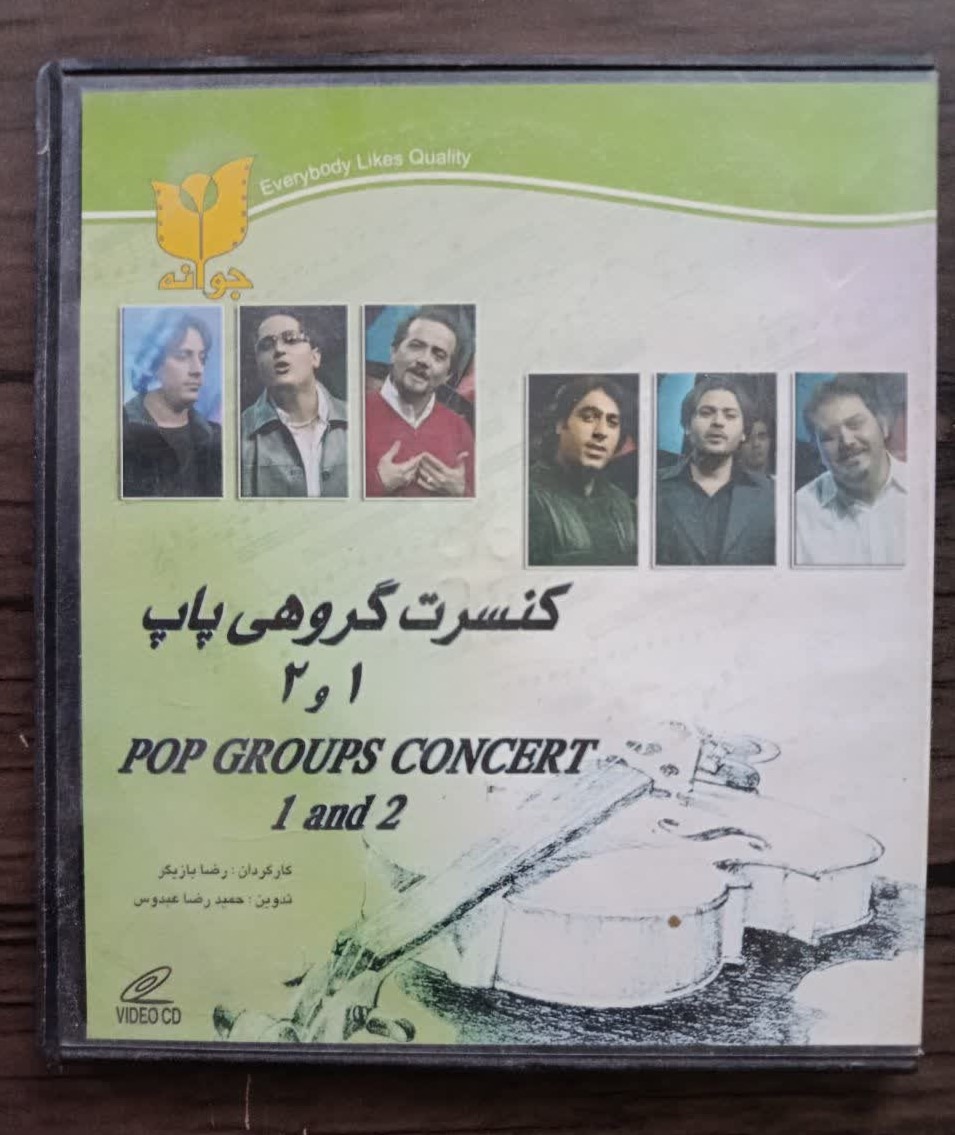 Everybody Likes Quality
جوانه
کنسرت گروهی پاپ
۱ و ۲
POP GROUPS CONCERT
1 and 2
کارگردان : رضا بازیگر
تدوین : حمید رضا عبدوس
VIDEO CD